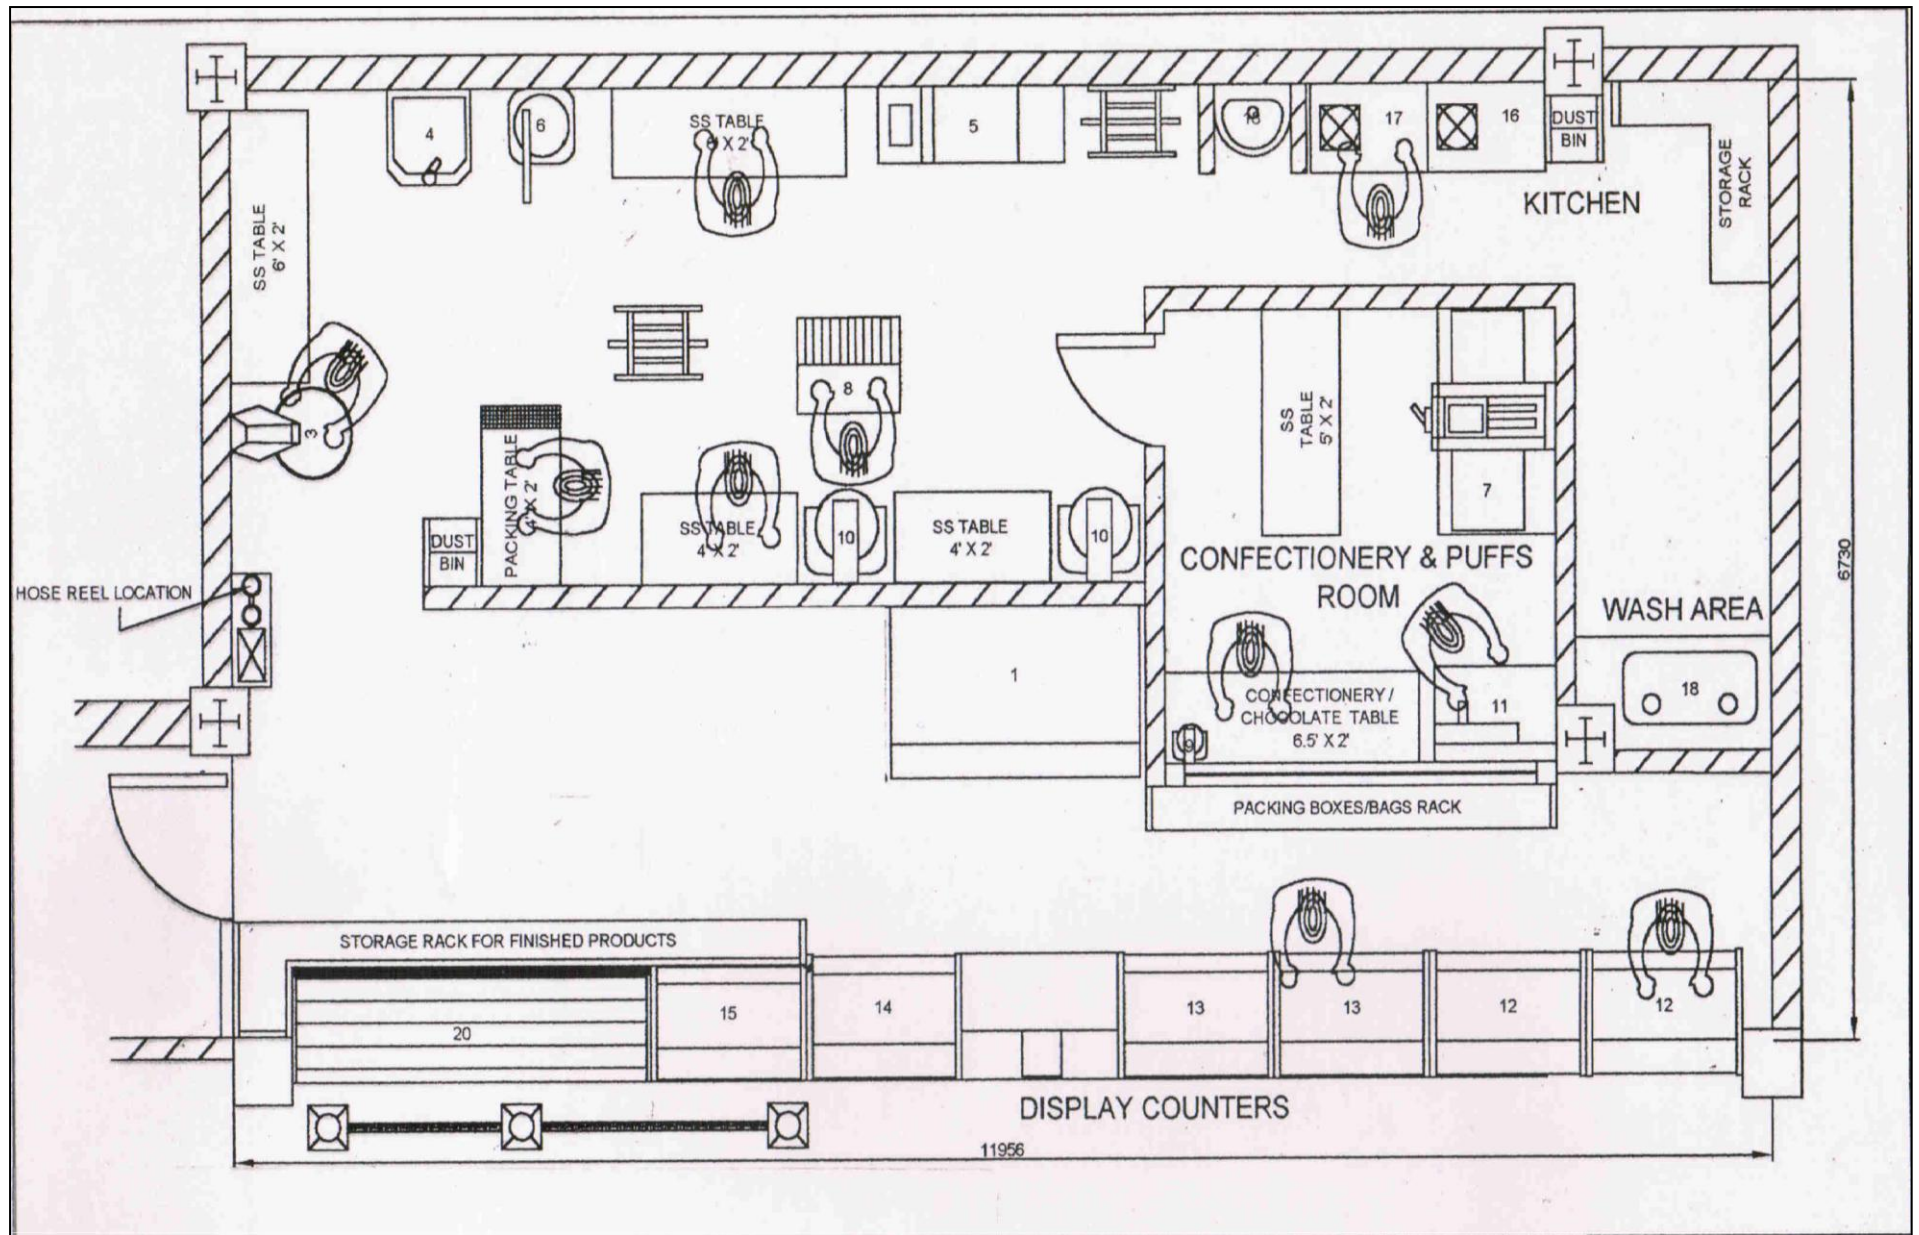 4
6
SS TABLE
6' X 2'
5
17
16
DUST
BIN
KITCHEN
STORAGE
RACK
SS TABLE
6' X 2'
3
8
PACKING TABLE
4' X 2'
DUST
BIN
SS TABLE
4' X 2'
10
SS TABLE
4' X 2'
10
SS
TABLE
5' X 2'
7
CONFECTIONERY & PUFFS
ROOM
HOSE REEL LOCATION
WASH AREA
6730
1
CONFECTIONERY /
CHOCOLATE TABLE
6.5' X 2'
9
11
18
PACKING BOXES/BAGS RACK
STORAGE RACK FOR FINISHED PRODUCTS
20
15
14
13
13
12
12
DISPLAY COUNTERS
11956